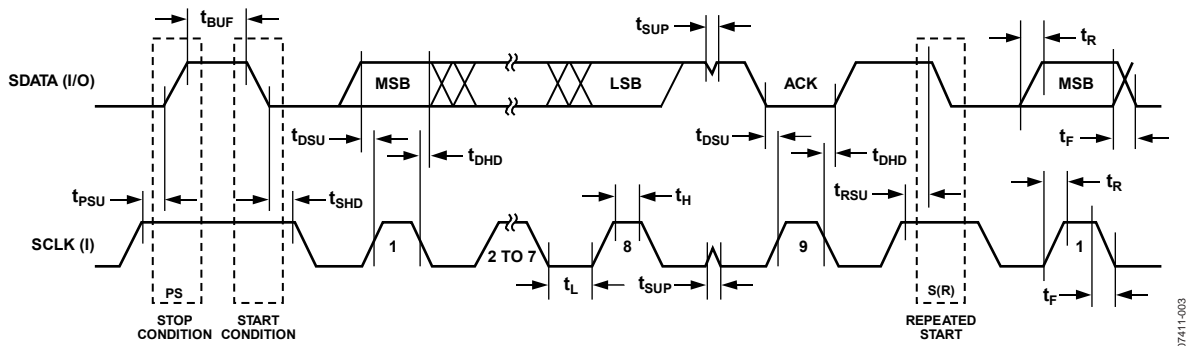 tBUF
tSUP
tR
SDATA (I/O)
MSB
LSB
ACK
MSB
tDSU
tDHD
tDSU
tDHD
tF
tPSU
tSHD
tH
tRSU
tR
SCLK (I)
1
2 TO 7
8
9
1
tL
tSUP
tF
PS
S(R)
STOP CONDITION
START CONDITION
REPEATED START
07411-003